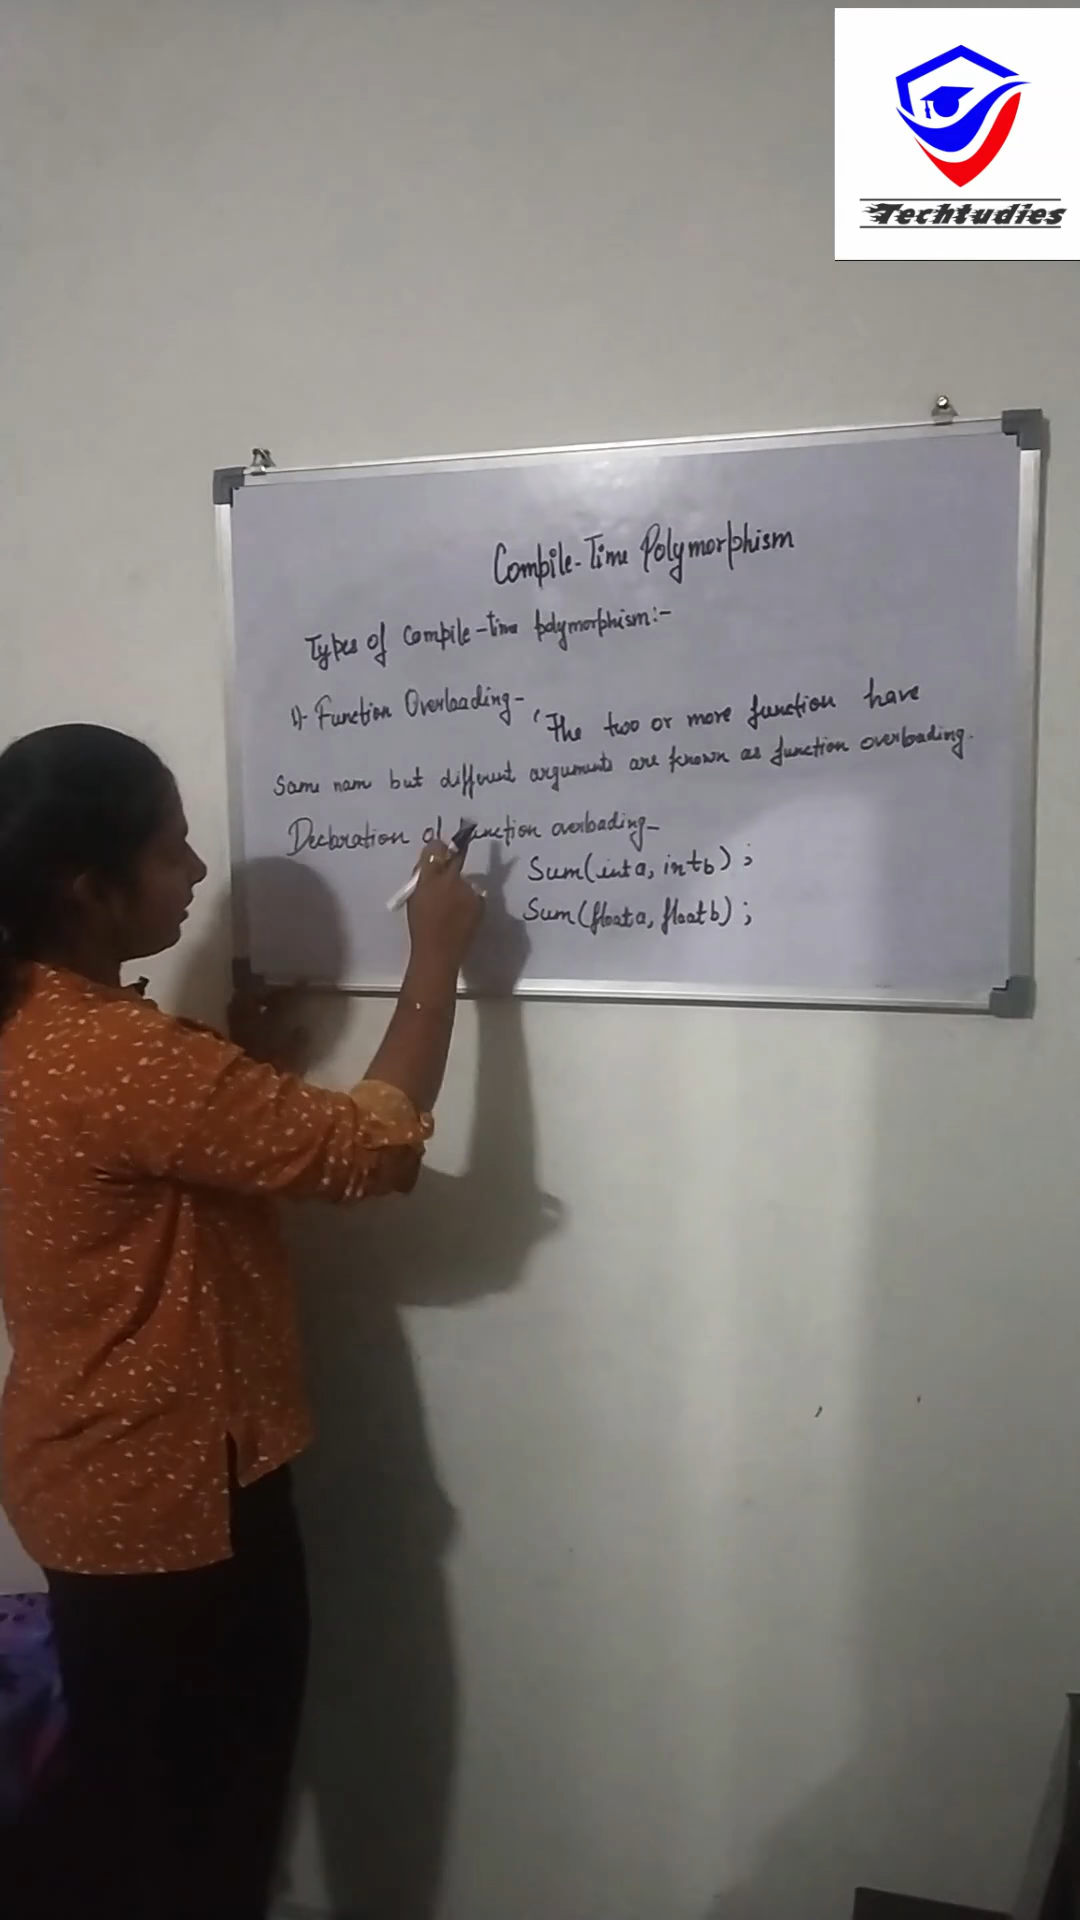 Techtudies
Compile-Time Polymorphism
Types of Compile-time polymorphism:-
1)- Function Overloading-
'The two or more function have
Same nam but different arguments are known as function overloading.
Declaration of function overloading-
Sum(int a, int b) ;
Sum(float a, float b) ;